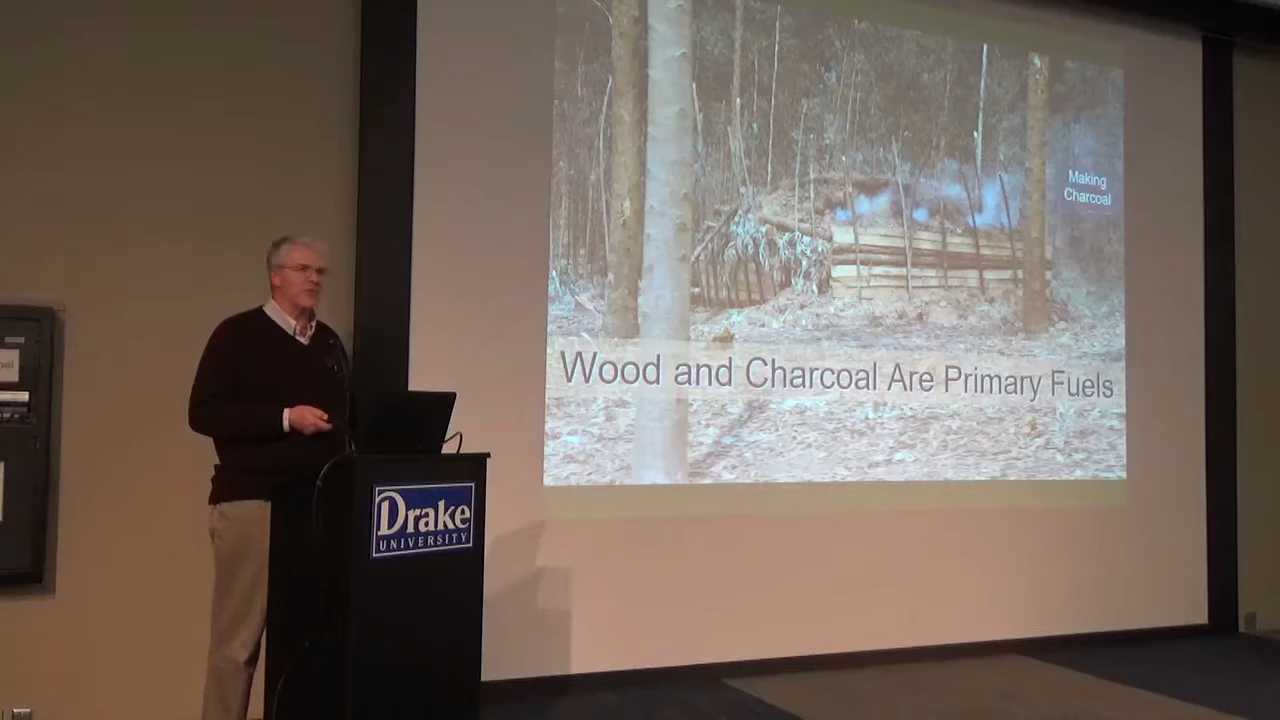 Making
Charcoal
Wood and Charcoal Are Primary Fuels
Drake
UNIVERSITY